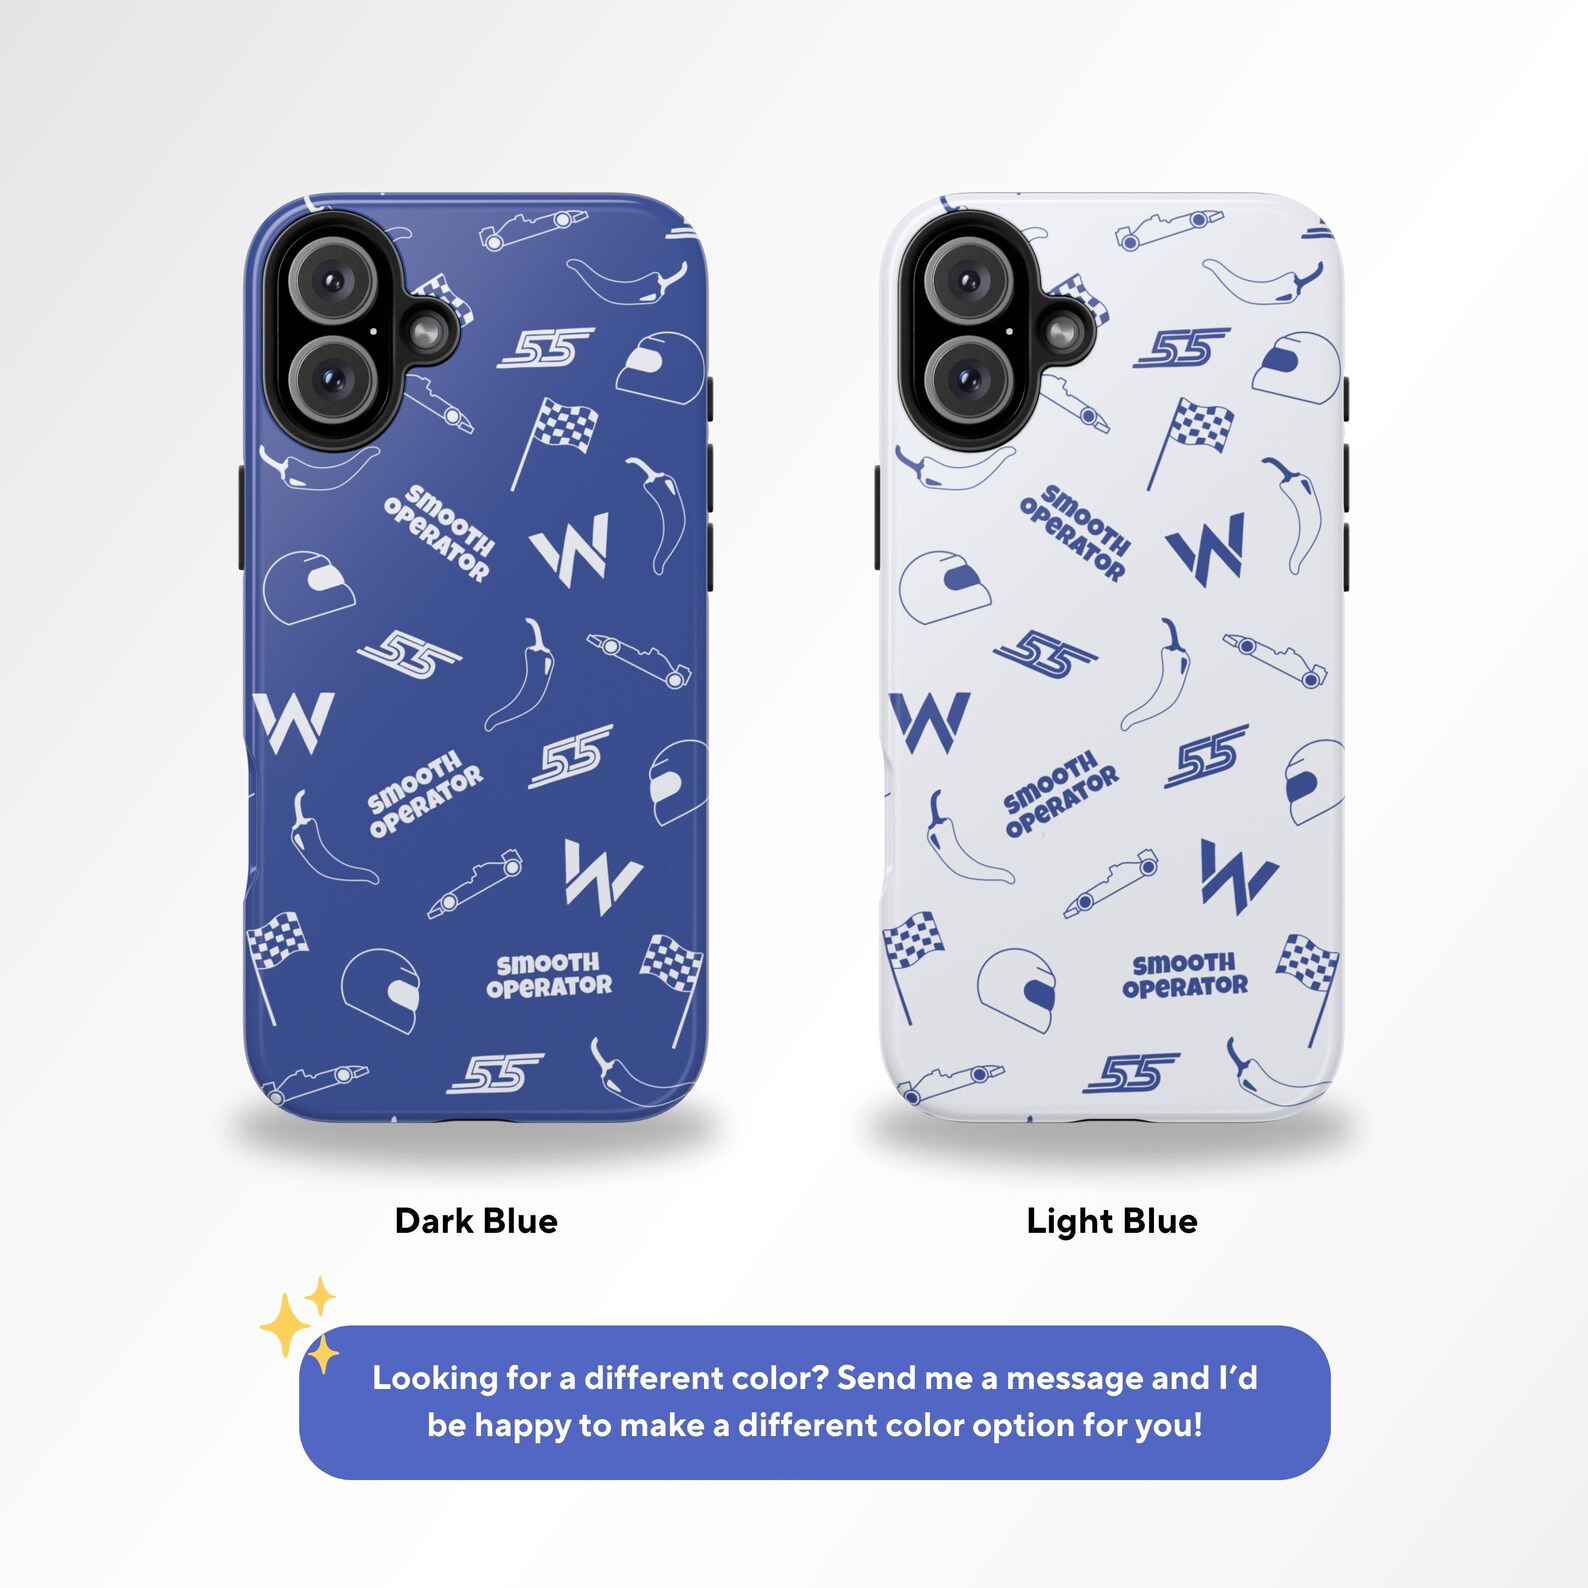 55
SMOOTH
OPERATOR
W
55
W
55
SMOOTH
OPERATOR
W
SMOOTH
OPERATOR
55
55
SMOOTH
OPERATOR
W
55
W
55
SMOOTH
OPERATOR
W
SMOOTH
OPERATOR
55
Dark Blue
Light Blue
Looking for a different color? Send me a message and I’d
be happy to make a different color option for you!